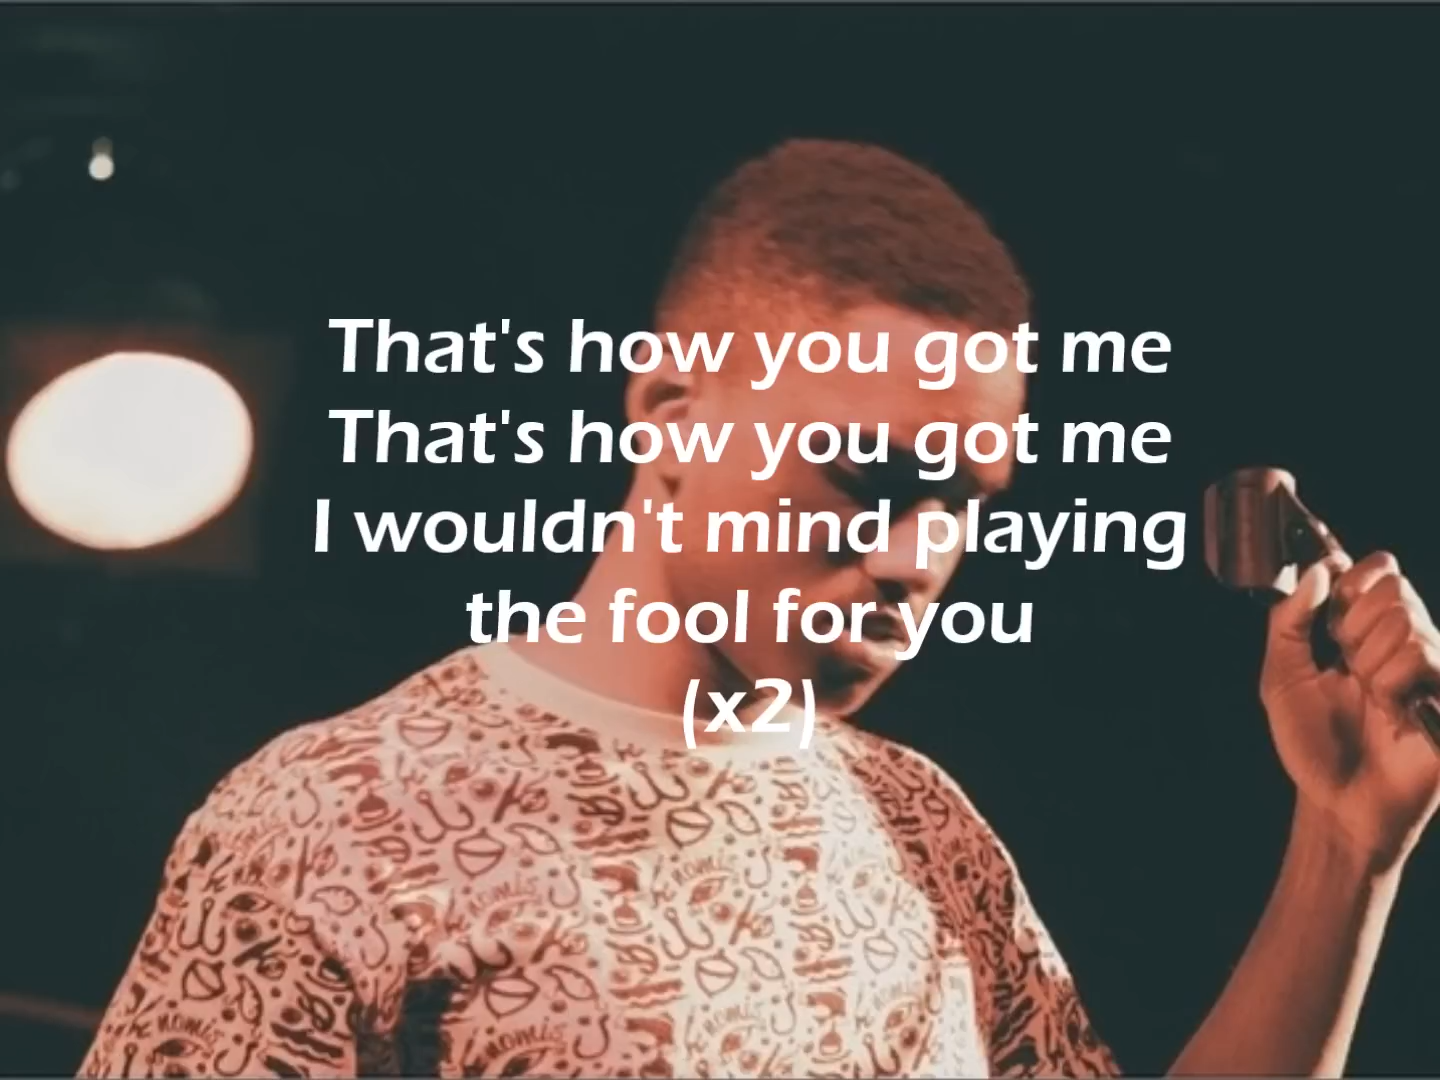 That's how you got me
That's how you got me
I wouldn't mind playing
the fool for you
(x2)